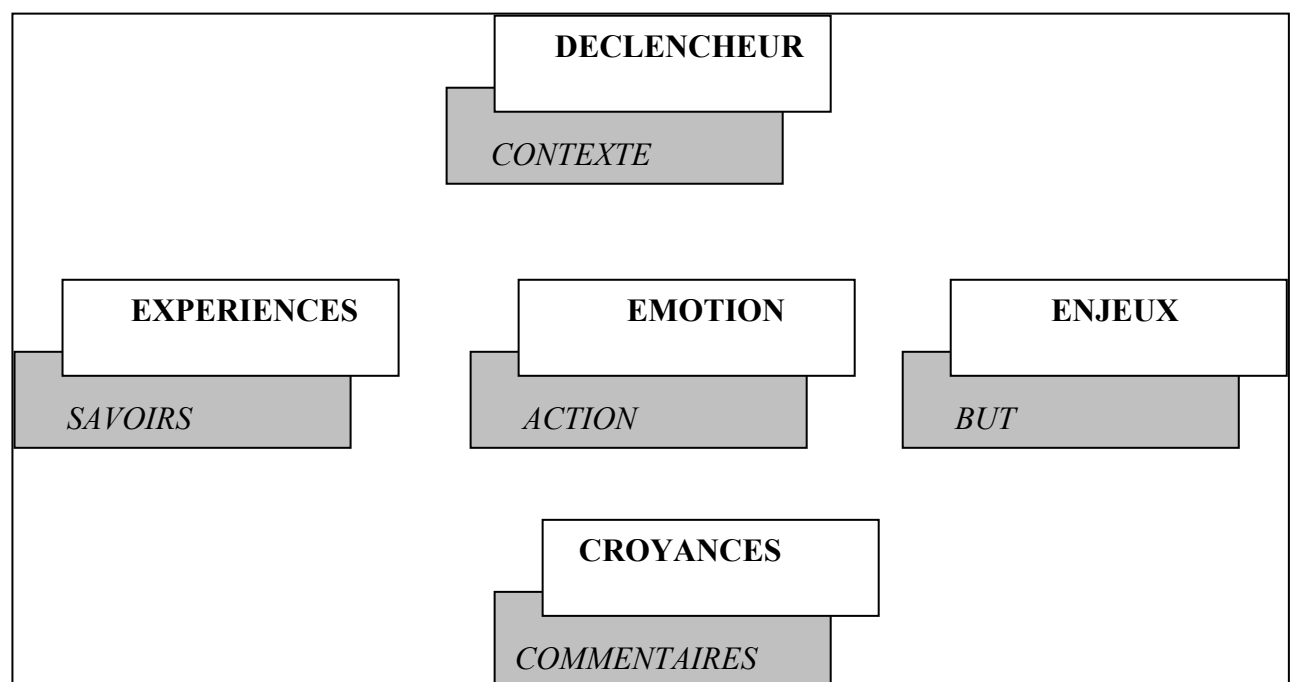 DECLENCHEUR
CONTEXTE
EXPERIENCES
EMOTION
ENJEUX
SAVOIRS
ACTION
BUT
CROYANCES
COMMENTAIRES